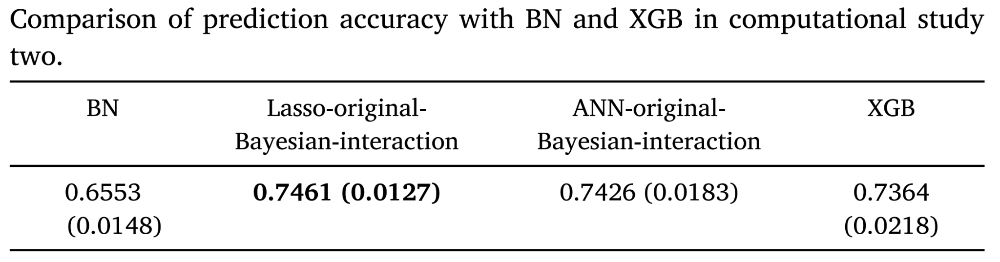 Comparison of prediction accuracy with BN and XGB in computational study
two.
BN Lasso-original- ANN-original- XGB
Bayesian-interaction Bayesian-interaction
0.6553 0.7461 (0.0127) 0.7426 (0.0183) 0.7364
(0.0148) (0.0218)